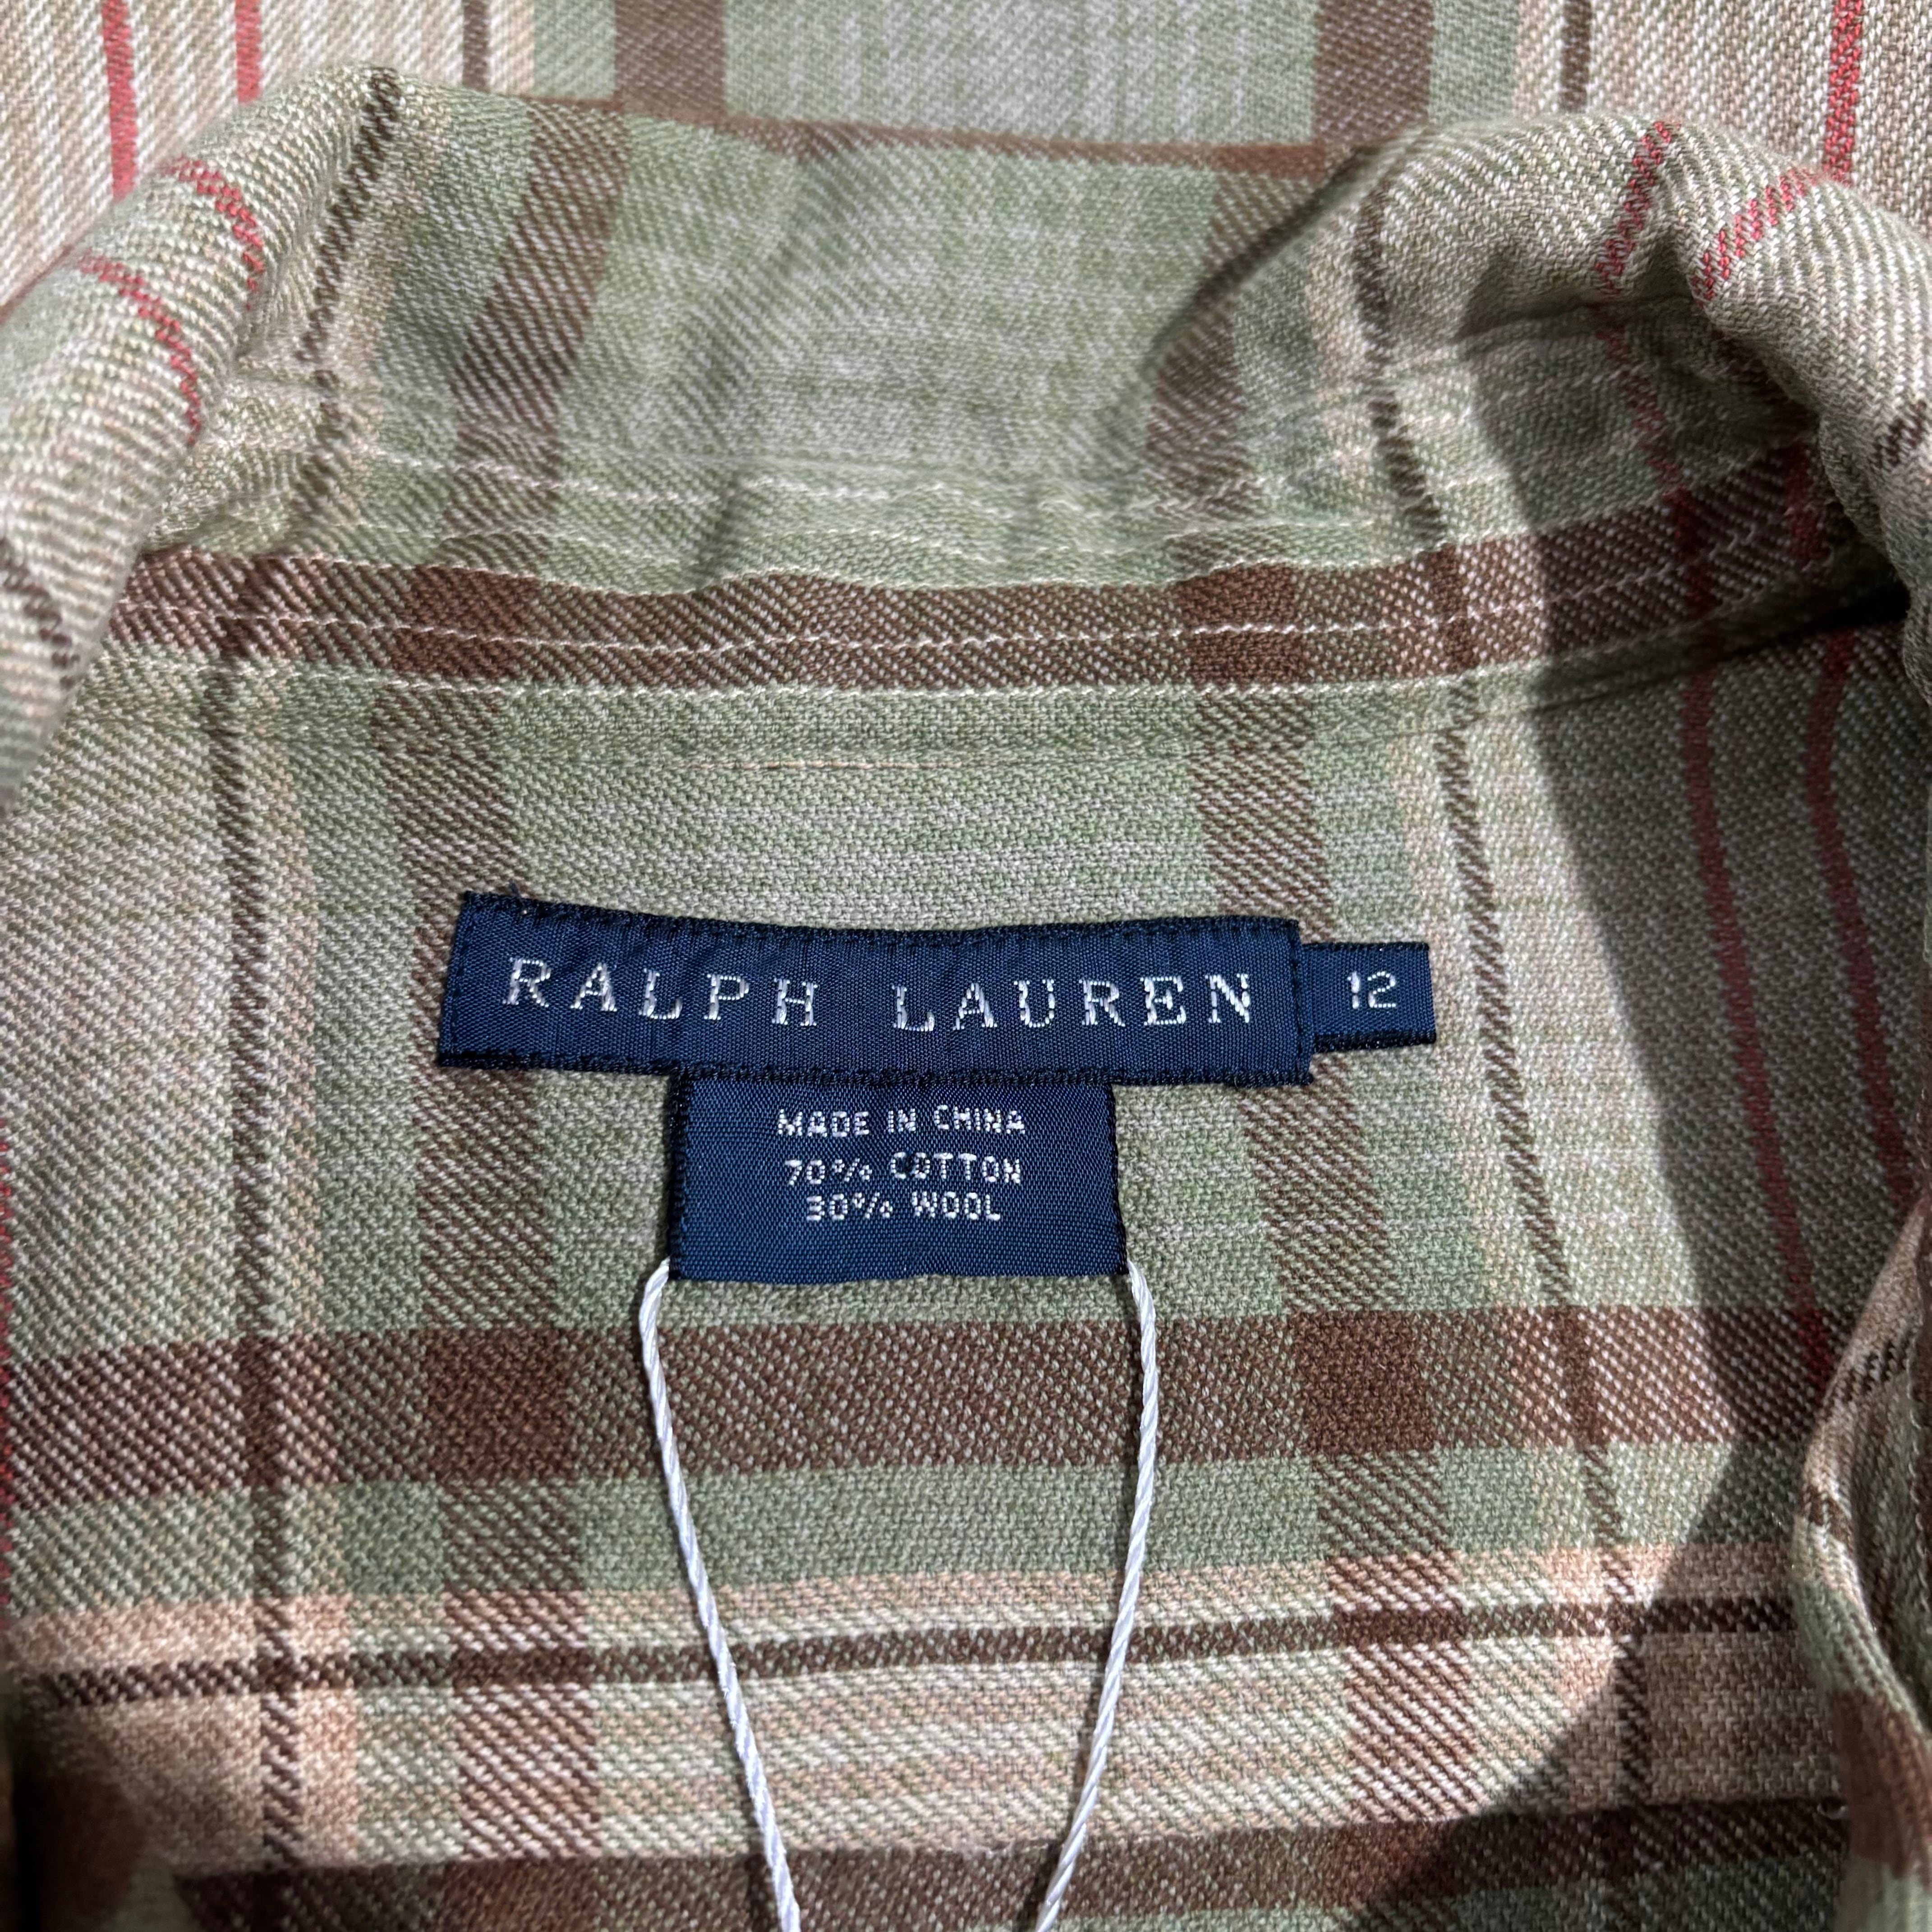 RALPH LAUREN 12
MADE IN CHINA
70% COTTON
30% WOOL